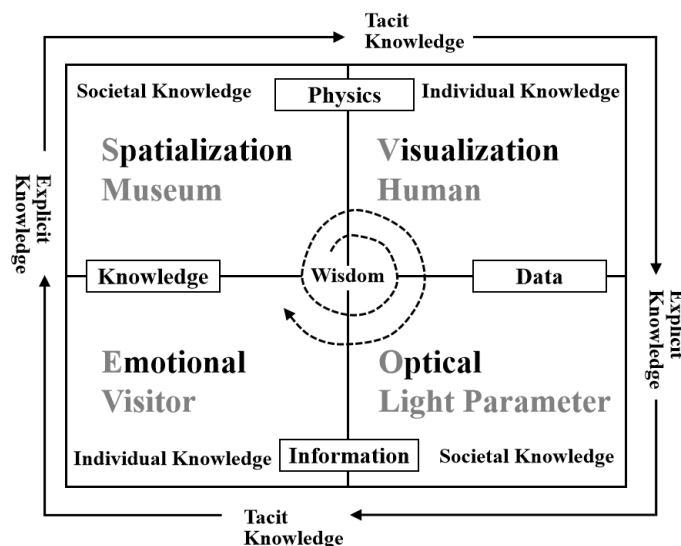 Tacit
Knowledge
Societal Knowledge
Physics
Individual Knowledge
Spatialization
Museum
Visualization
Human
Explicit
Knowledge
Knowledge
Wisdom
Data
Explicit
Knowledge
Emotional
Visitor
Optical
Light Parameter
Individual Knowledge
Information
Societal Knowledge
Tacit
Knowledge